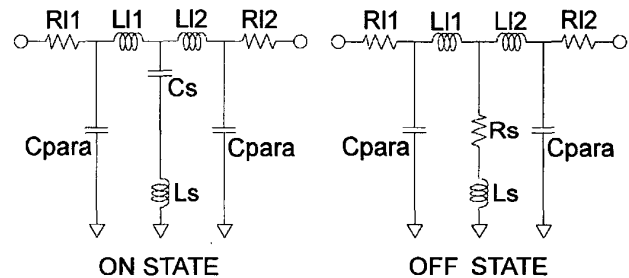 Rl1 Ll1 Ll2 Rl2
Cs
Cpara Cpara
Ls
ON STATE
Rl1 Ll1 Ll2 Rl2
Rs
Cpara Cpara
Ls
OFF STATE